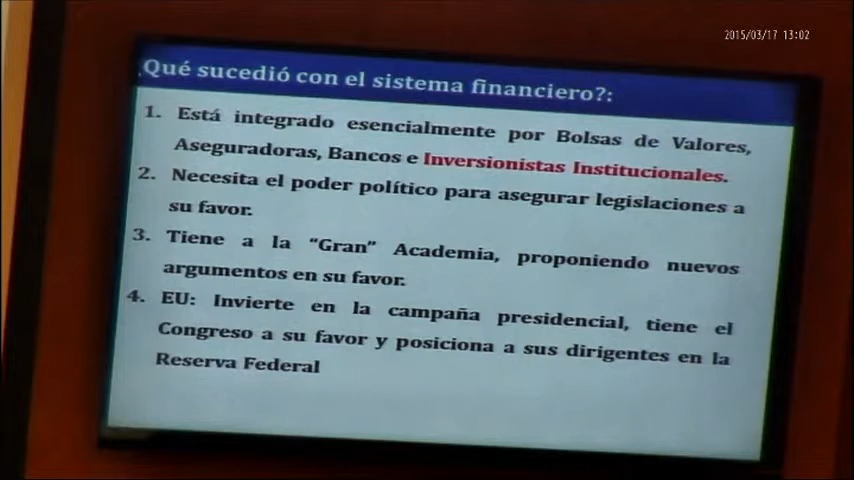 2015/03/17 13:02
¿Qué sucedió con el sistema financiero?:
1. Está integrado esencialmente por Bolsas de Valores,
Aseguradoras, Bancos e Inversionistas Institucionales.
2. Necesita el poder político para asegurar legislaciones a
su favor.
3. Tiene a la “Gran” Academia, proponiendo nuevos
argumentos en su favor.
4. EU: Invierte en la campaña presidencial, tiene el
Congreso a su favor y posiciona a sus dirigentes en la
Reserva Federal